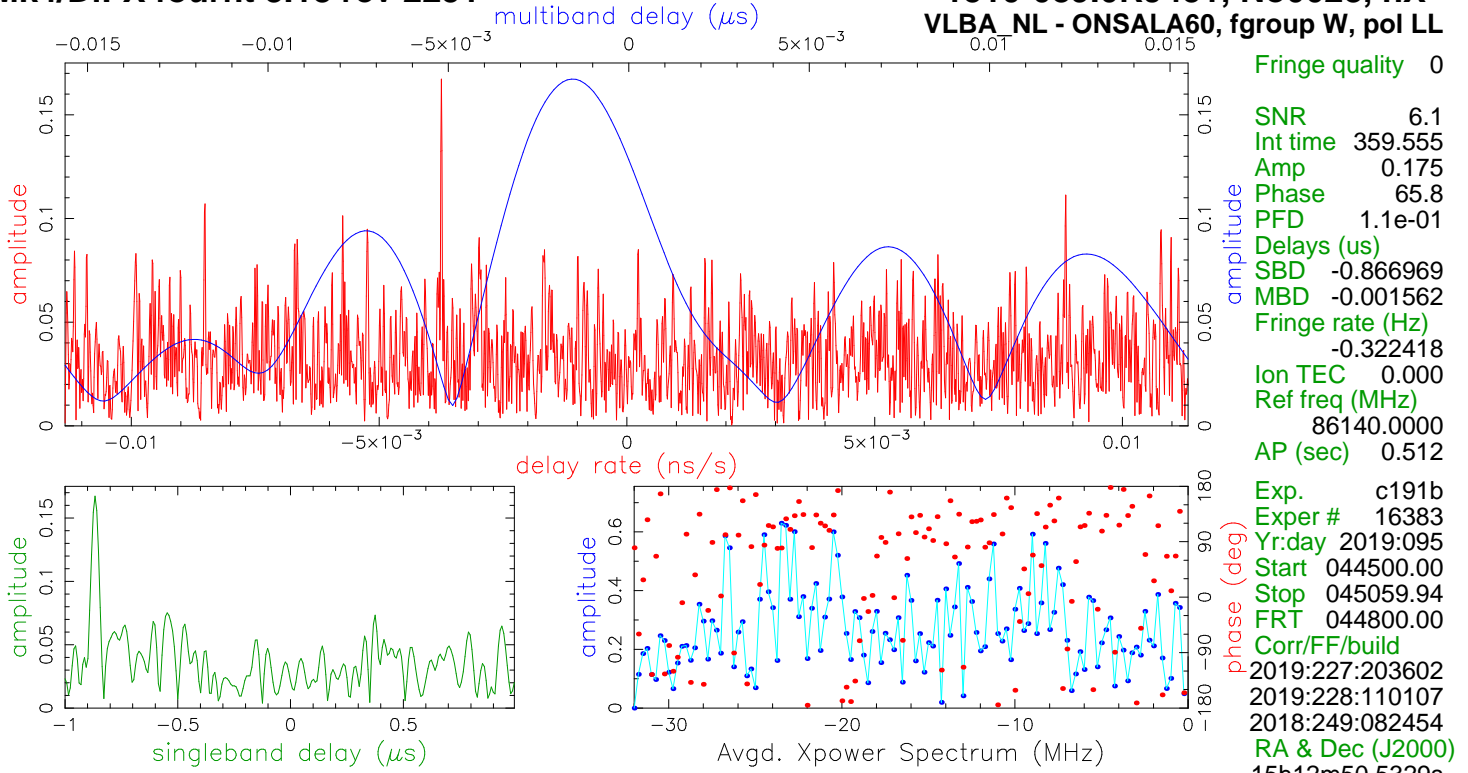 VLBA_NL - ONSALA60, fgroup W, pol LL
multiband delay (μs)
−0.015 −0.01 −5×10⁻³ 0 5×10⁻³ 0.01 0.015
amplitude
0 0.05 0.1 0.15
amplitude
0 0.05 0.1 0.15
−0.01 −5×10⁻³ 0 5×10⁻³ 0.01
delay rate (ns/s)
Fringe quality 0
SNR 6.1
Int time 359.555
Amp 0.175
Phase 65.8
PFD 1.1e-01
Delays (us)
SBD -0.866969
MBD -0.001562
Fringe rate (Hz)
-0.322418
Ion TEC 0.000
Ref freq (MHz)
86140.0000
AP (sec) 0.512
Exp. c191b
Exper # 16383
Yr:day 2019:095
Start 044500.00
Stop 045059.94
FRT 044800.00
Corr/FF/build
2019:227:203602
2019:228:110107
2018:249:082454
RA & Dec (J2000)
amplitude
0 0.05 0.1 0.15
−1 −0.5 0 0.5
singleband delay (μs)
amplitude
0 0.2 0.4 0.6
−30 −20 −10 0
Avgd. Xpower Spectrum (MHz)
phase (deg)
180 90 0 −90 −180